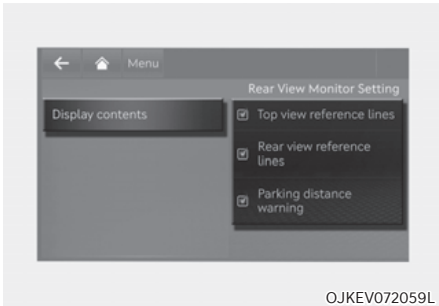 Menu
Rear View Monitor Setting
Display contents
Top view reference lines
Rear view reference
lines
Parking distance
warning
OJKEV072059L